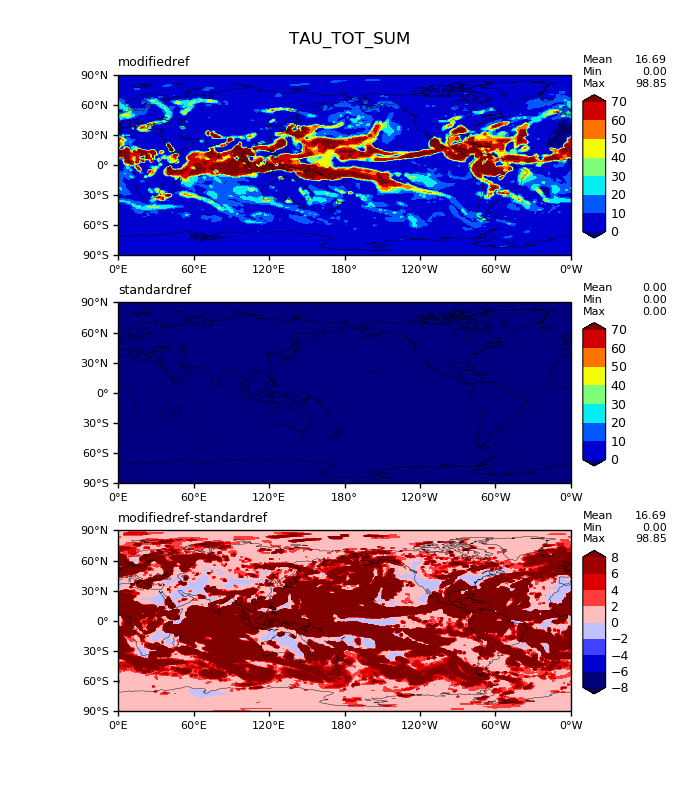 TAU_TOT_SUM
modifiedref
Mean 16.69
Min 0.00
Max 98.85
90°N
60°N
30°N
0°
30°S
60°S
90°S
0°E 60°E 120°E 180° 120°W 60°W 0°W
70
60
50
40
30
20
10
0
standardref
Mean 0.00
Min 0.00
Max 0.00
90°N
60°N
30°N
0°
30°S
60°S
90°S
0°E 60°E 120°E 180° 120°W 60°W 0°W
70
60
50
40
30
20
10
0
modifiedref-standardref
Mean 16.69
Min 0.00
Max 98.85
90°N
60°N
30°N
0°
30°S
60°S
90°S
0°E 60°E 120°E 180° 120°W 60°W 0°W
8
6
4
2
0
−2
−4
−6
−8